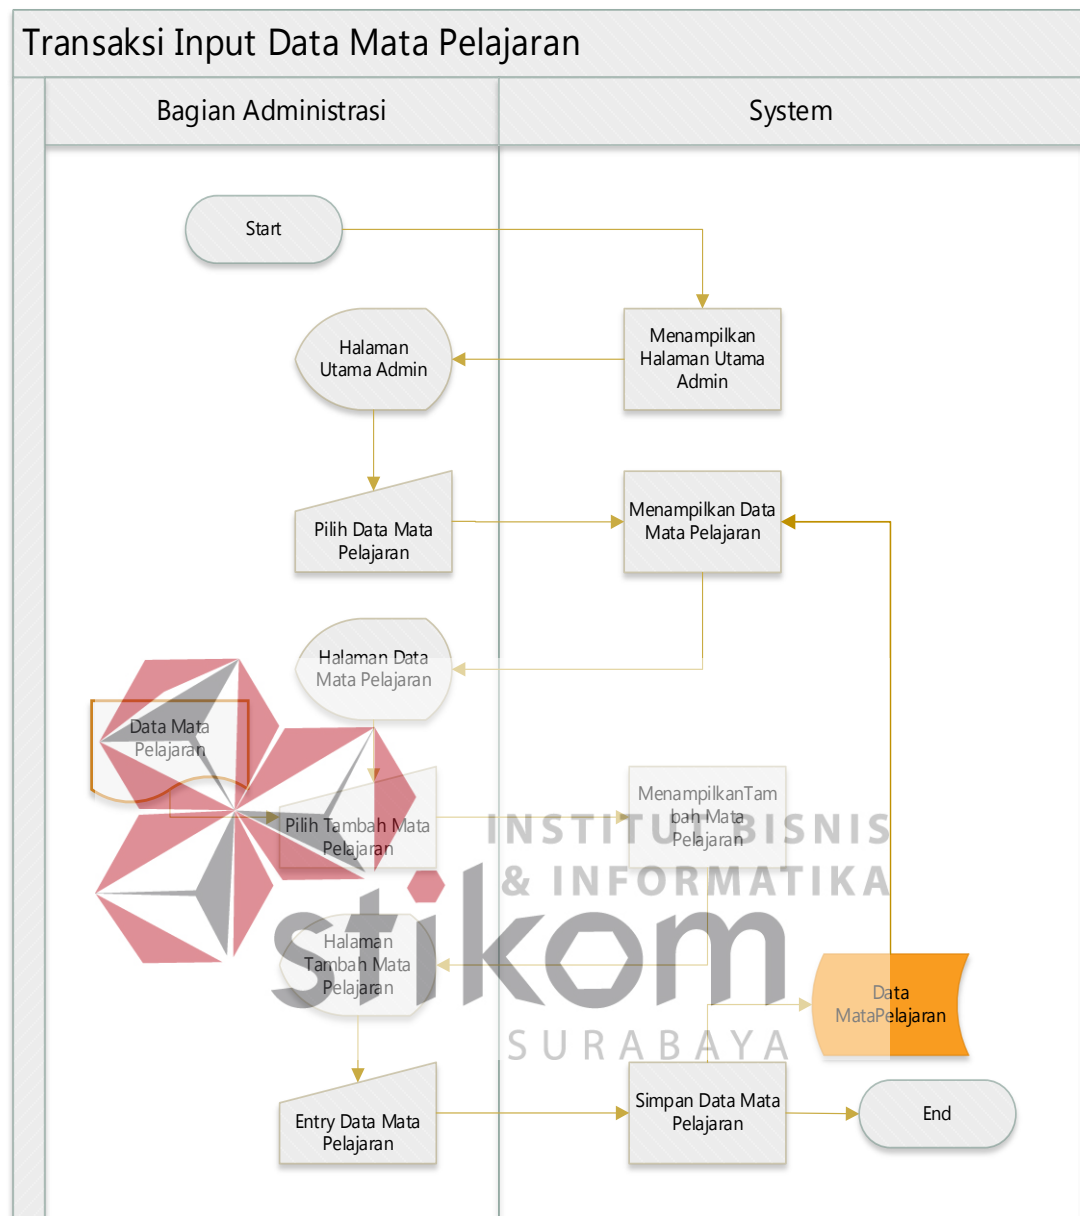 Transaksi Input Data Mata Pelajaran
Bagian Administrasi
System
Start
Halaman
Utama Admin
Menampilkan
Halaman Utama
Admin
Pilih Data Mata
Pelajaran
Menampilkan Data
Mata Pelajaran
Halaman Data
Mata Pelajaran
Data Mata
Pelajaran
Pilih Tambah Mata
Pelajaran
MenampilkanTam
bah Mata
Pelajaran
INSTITUT BISNIS
& INFORMATIKA
stikom
SURABAYA
Halaman
Tambah Mata
Pelajaran
Data
MataPelajaran
Entry Data Mata
Pelajaran
Simpan Data Mata
Pelajaran
End